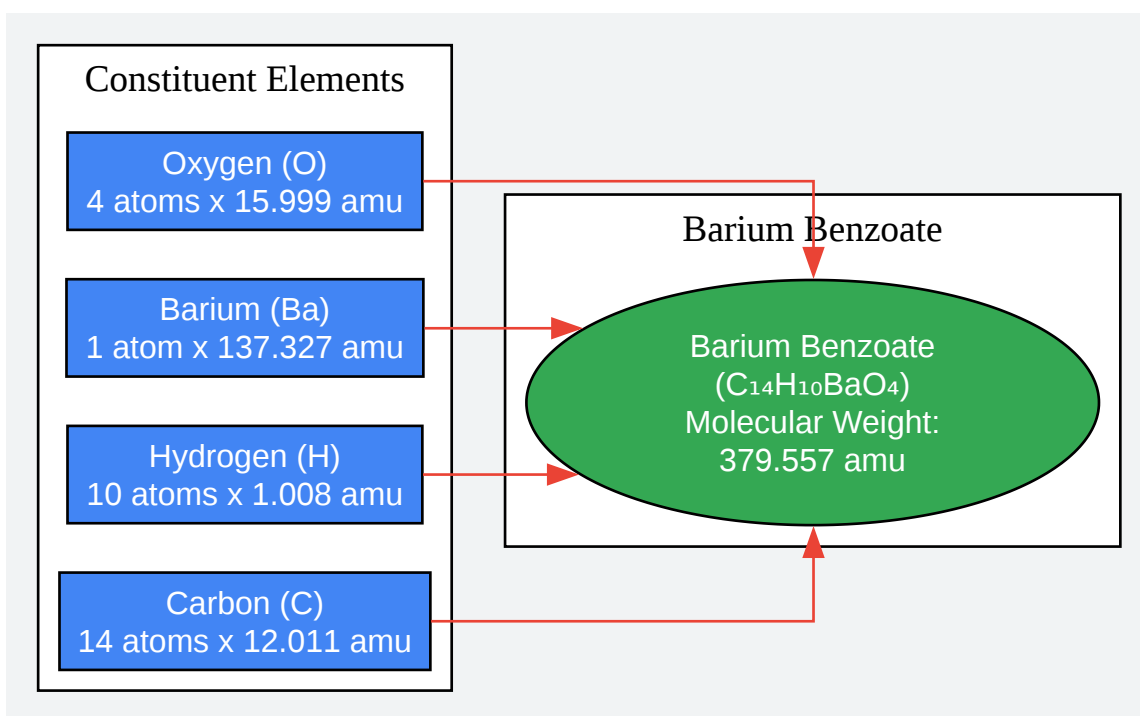 Constituent Elements
Oxygen (O)
4 atoms x 15.999 amu
Barium (Ba)
1 atom x 137.327 amu
Hydrogen (H)
10 atoms x 1.008 amu
Carbon (C)
14 atoms x 12.011 amu
Barium Benzoate
Barium Benzoate
(C₁₄H₁₀BaO₄)
Molecular Weight:
379.557 amu